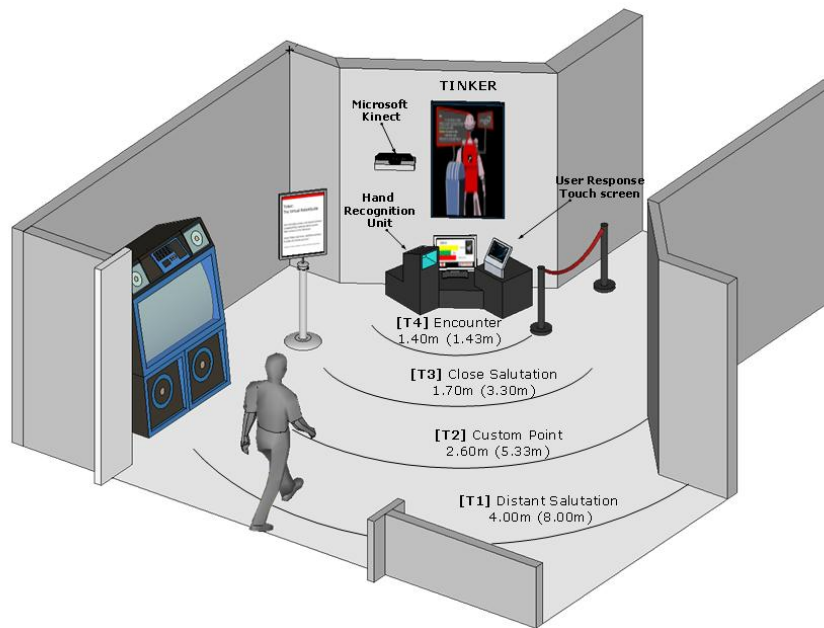 TINKER
Microsoft
Kinect
User Response
Touch screen
Hand
Recognition
Unit
[T4] Encounter
1.40m (1.43m)
[T3] Close Salutation
1.70m (3.30m)
[T2] Custom Point
2.60m (5.33m)
[T1] Distant Salutation
4.00m (8.00m)